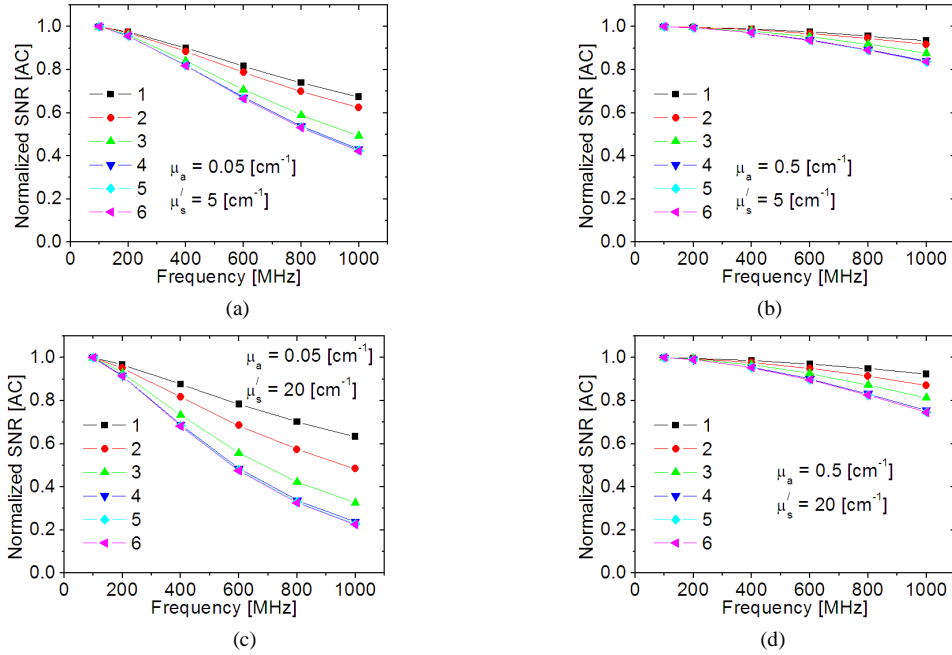 Normalized SNR [AC]
1.0
0.8
0.6
0.4
0.2
0.0
1
2
3
4
5
6
μa = 0.05 [cm-1]
μs/ = 5 [cm-1]
0 200 400 600 800 1000
Frequency [MHz]
(a)
Normalized SNR [AC]
1.0
0.8
0.6
0.4
0.2
0.0
1
2
3
4
5
6
μa = 0.5 [cm-1]
μs/ = 5 [cm-1]
0 200 400 600 800 1000
Frequency [MHz]
(b)
Normalized SNR [AC]
1.0
0.8
0.6
0.4
0.2
0.0
μa = 0.05 [cm-1]
μs/ = 20 [cm-1]
1
2
3
4
5
6
0 200 400 600 800 1000
Frequency [MHz]
(c)
Normalized SNR [AC]
1.0
0.8
0.6
0.4
0.2
0.0
1
2
3
4
5
6
μa = 0.5 [cm-1]
μs/ = 20 [cm-1]
0 200 400 600 800 1000
Frequency [MHz]
(d)